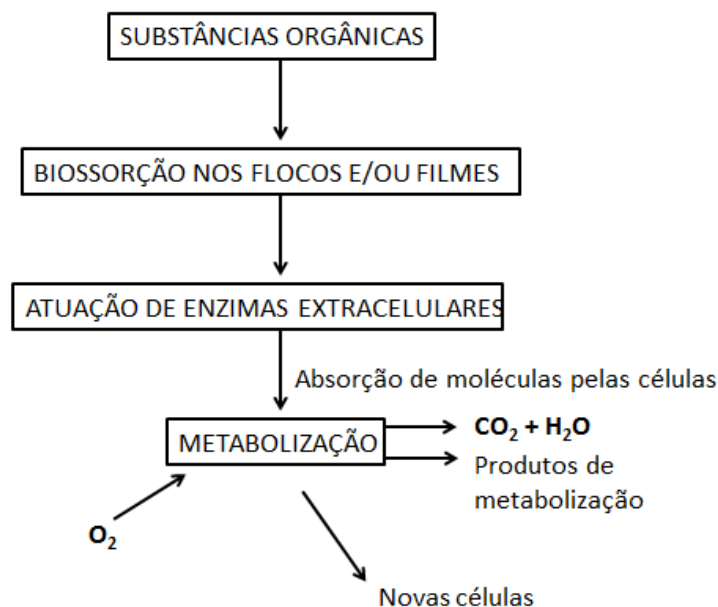 SUBSTÂNCIAS ORGÂNICAS
BIOSSORÇÃO NOS FLOCOS E/OU FILMES
ATUAÇÃO DE ENZIMAS EXTRACELULARES
Absorção de moléculas pelas células
METABOLIZAÇÃO
CO₂ + H₂O
Produtos de
metabolização
O₂
Novas células